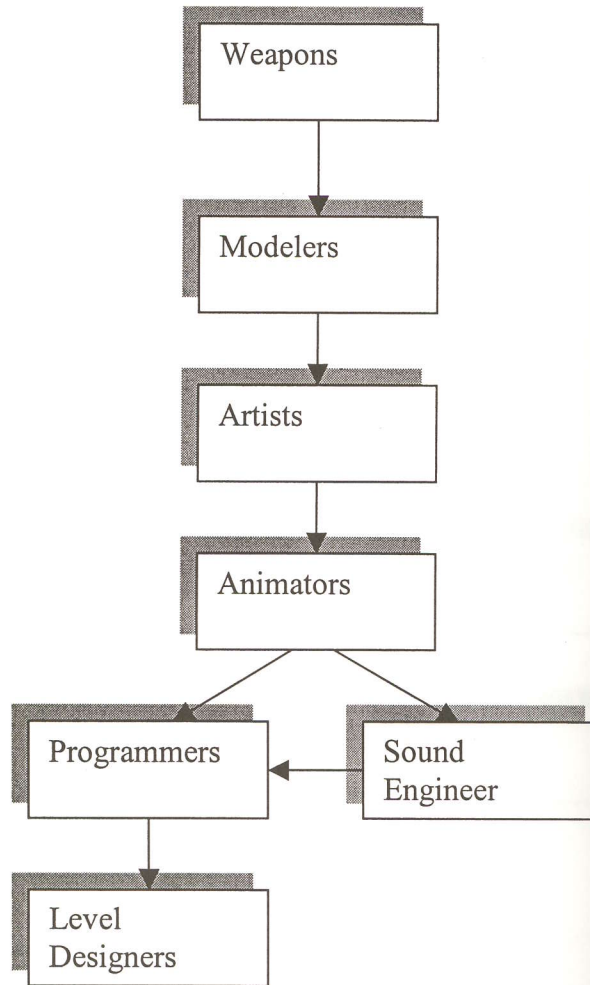 Weapons
Modelers
Artists
Animators
Programmers
Sound
Engineer
Level
Designers